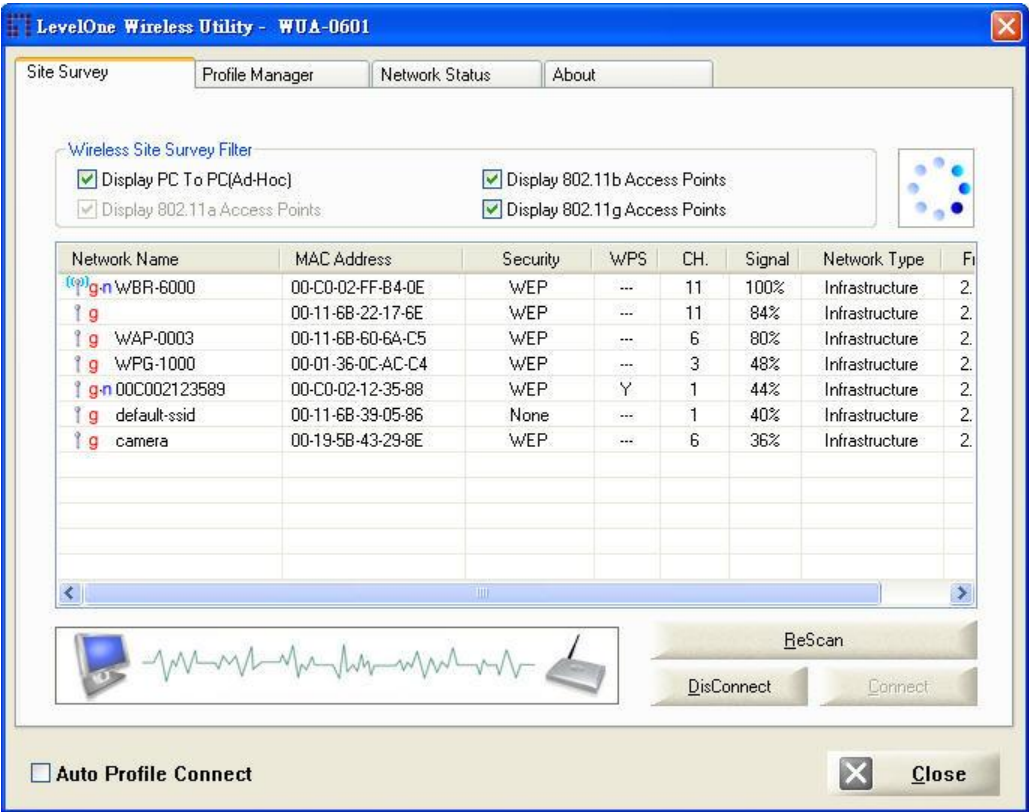 LevelOne Wireless Utility - WUA-0601
Site Survey Profile Manager Network Status About
Wireless Site Survey Filter
Display PC To PC(Ad-Hoc) Display 802.11b Access Points
Display 802.11a Access Points Display 802.11g Access Points
Network Name MAC Address Security WPS CH. Signal Network Type
g-n WBR-6000 00-C0-02-FF-B4-0E WEP --- 11 100% Infrastructure 2.
g 00-11-6B-22-17-6E WEP --- 11 84% Infrastructure 2.
g WAP-0003 00-11-6B-60-6A-C5 WEP --- 6 80% Infrastructure 2.
g WPG-1000 00-01-36-0C-AC-C4 WEP --- 3 48% Infrastructure 2.
g-n 00C002123589 00-C0-02-12-35-88 WEP Y 1 44% Infrastructure 2.
g default-ssid 00-11-6B-39-05-86 None --- 1 40% Infrastructure 2.
g camera 00-19-5B-43-29-8E WEP --- 6 36% Infrastructure 2.
ReScan
DisConnect Connect
Auto Profile Connect Close